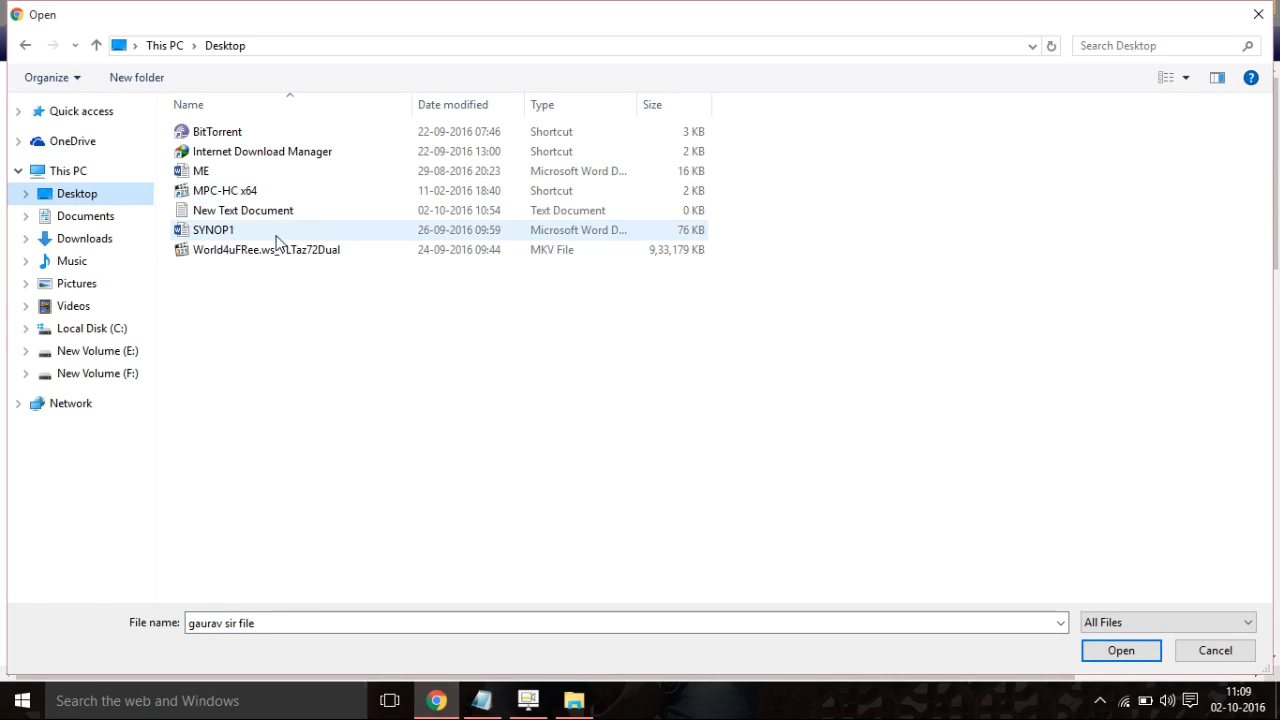 Open
This PC
Desktop
Search Desktop
Organize
New folder
Name
Date modified
Type
Size
Quick access
OneDrive
This PC
Desktop
Documents
Downloads
Music
Pictures
Videos
Local Disk (C:)
New Volume (E:)
New Volume (F:)
Network
BitTorrent 22-09-2016 07:46 Shortcut 3 KB
Internet Download Manager 22-09-2016 13:00 Shortcut 2 KB
ME 29-08-2016 20:23 Microsoft Word D... 16 KB
MPC-HC x64 11-02-2016 18:40 Shortcut 2 KB
New Text Document 02-10-2016 10:54 Text Document 0 KB
SYNOP1 26-09-2016 09:59 Microsoft Word D... 76 KB
24-09-2016 09:44 MKV File 9,33,179 KB
File name: gaurav sir file
All Files
Open
Cancel
Search the web and Windows
11:09
02-10-2016